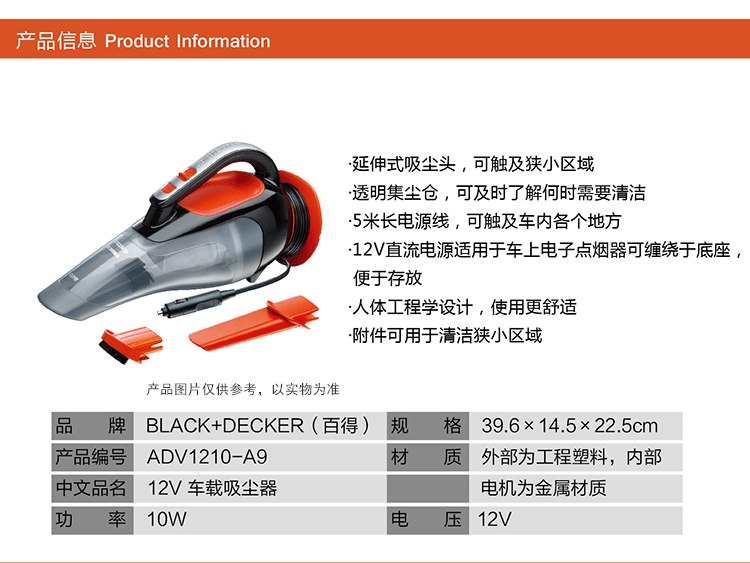 产品信息 Product Information
·延伸式吸尘头，可触及狭小区域
·透明集尘仓，可及时了解何时需要清洁
·5米长电源线，可触及车内各个地方
·12V直流电源适用于车上电子点烟器可缠绕于底座，
便于存放
·人体工程学设计，使用更舒适
·附件可用于清洁狭小区域
产品图片仅供参考，以实物为准
品 牌 BLACK+DECKER（百得） 规 格 39.6×14.5×22.5cm
产品编号 ADV1210-A9 材 质 外部为工程塑料，内部
中文品名 12V 车载吸尘器 电机为金属材质
功 率 10W 电 压 12V